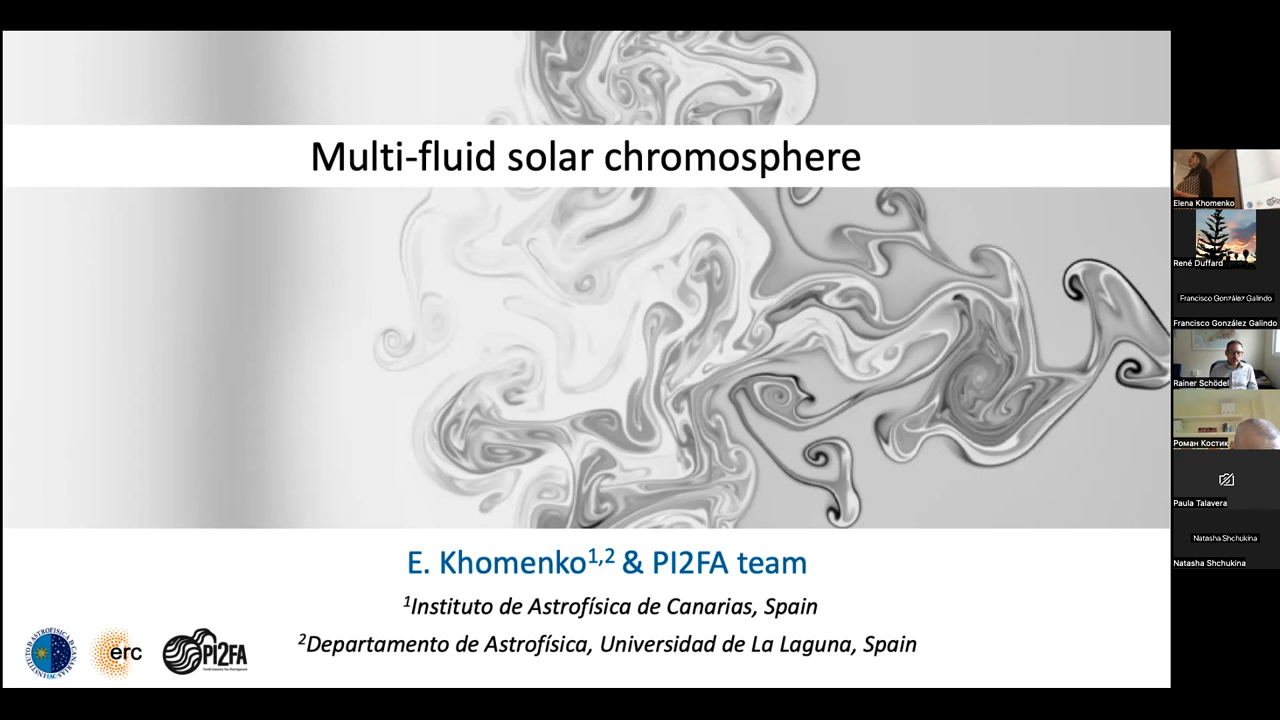 Multi-fluid solar chromosphere
E. Khomenko1,2 & PI2FA team
1Instituto de Astrofísica de Canarias, Spain
2Departamento de Astrofísica, Universidad de La Laguna, Spain
erc
PI2FA
Elena Khomenko
René Duffard
Francisco González Galindo
Francisco González Galindo
Rainer Schödel
Роман Костик
Paula Talavera
Natasha Shchukina
Natasha Shchukina